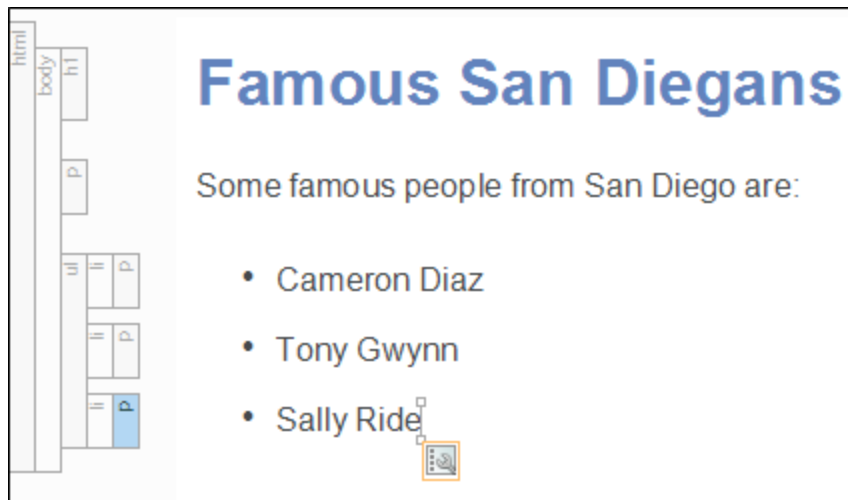 html
body
h1
Famous San Diegans
p
Some famous people from San Diego are:
ul
li
p
• Cameron Diaz
li
p
• Tony Gwynn
li
p
• Sally Ride